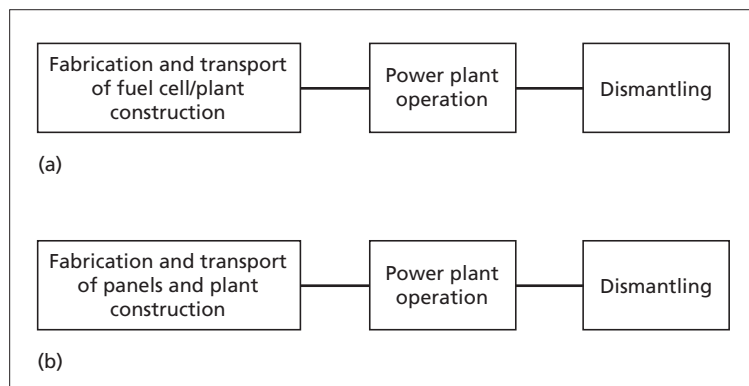 Fabrication and transport
of fuel cell/plant
construction
Power plant
operation
Dismantling
(a)
Fabrication and transport
of panels and plant
construction
Power plant
operation
Dismantling
(b)